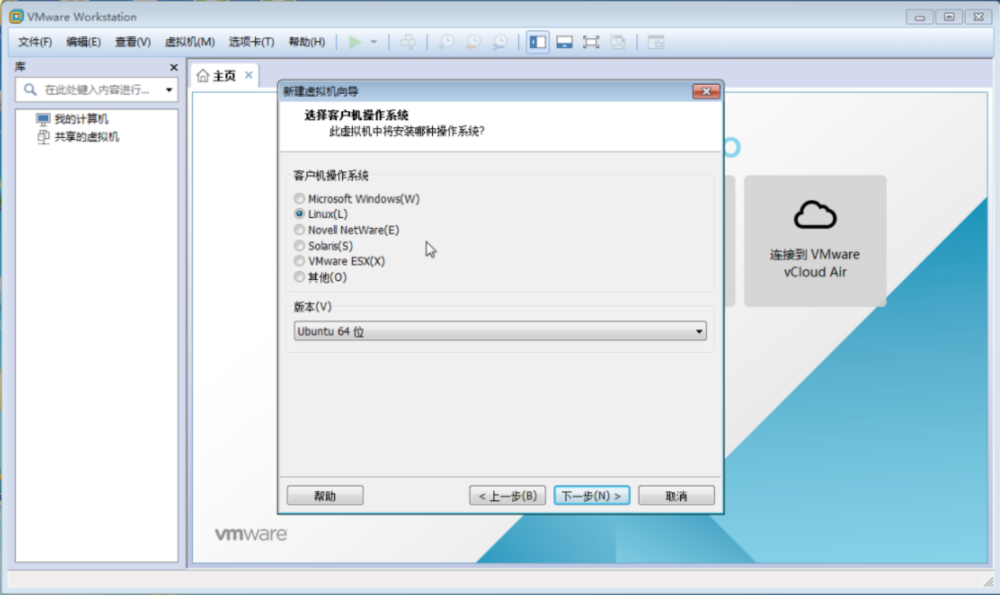 VMware Workstation
文件(F) 编辑(E) 查看(V) 虚拟机(M) 选项卡(T) 帮助(H)
库
在此处键入内容进行...
我的计算机
共享的虚拟机
主页
新建虚拟机向导
选择客户机操作系统
此虚拟机中将安装哪种操作系统?
客户机操作系统
Microsoft Windows(W)
Linux(L)
Novell NetWare(E)
Solaris(S)
VMware ESX(X)
其他(O)
版本(V)
Ubuntu 64 位
帮助
< 上一步(B)
下一步(N) >
取消
连接到 VMware
vCloud Air
vmware